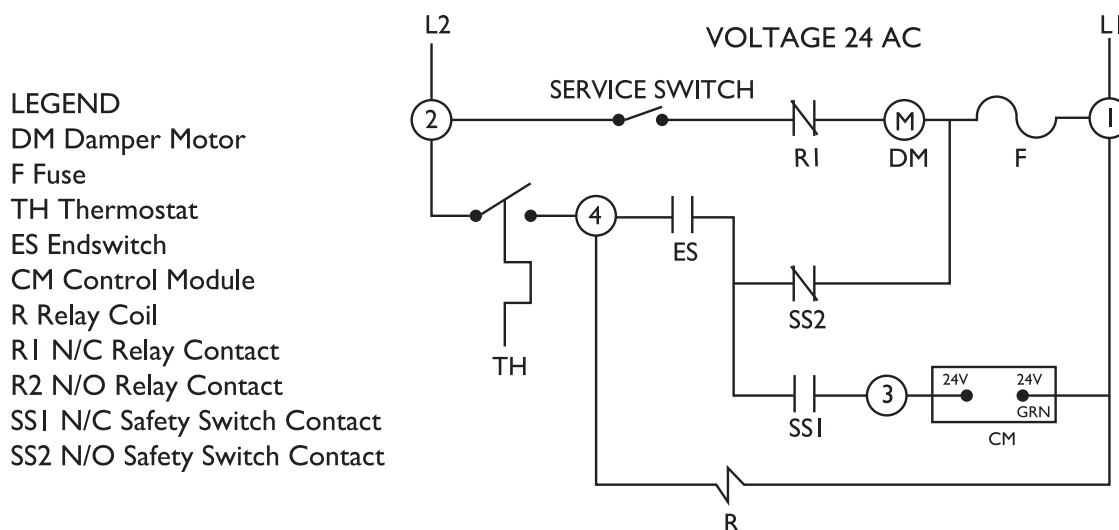 L2
VOLTAGE 24 AC
L1
LEGEND
DM Damper Motor
F Fuse
TH Thermostat
ES Endswitch
CM Control Module
R Relay Coil
R1 N/C Relay Contact
R2 N/O Relay Contact
SS1 N/C Safety Switch Contact
SS2 N/O Safety Switch Contact
SERVICE SWITCH
2
M
1
R1
DM
F
4
ES
SS2
TH
3
24V
24V
GRN
SS1
CM
R